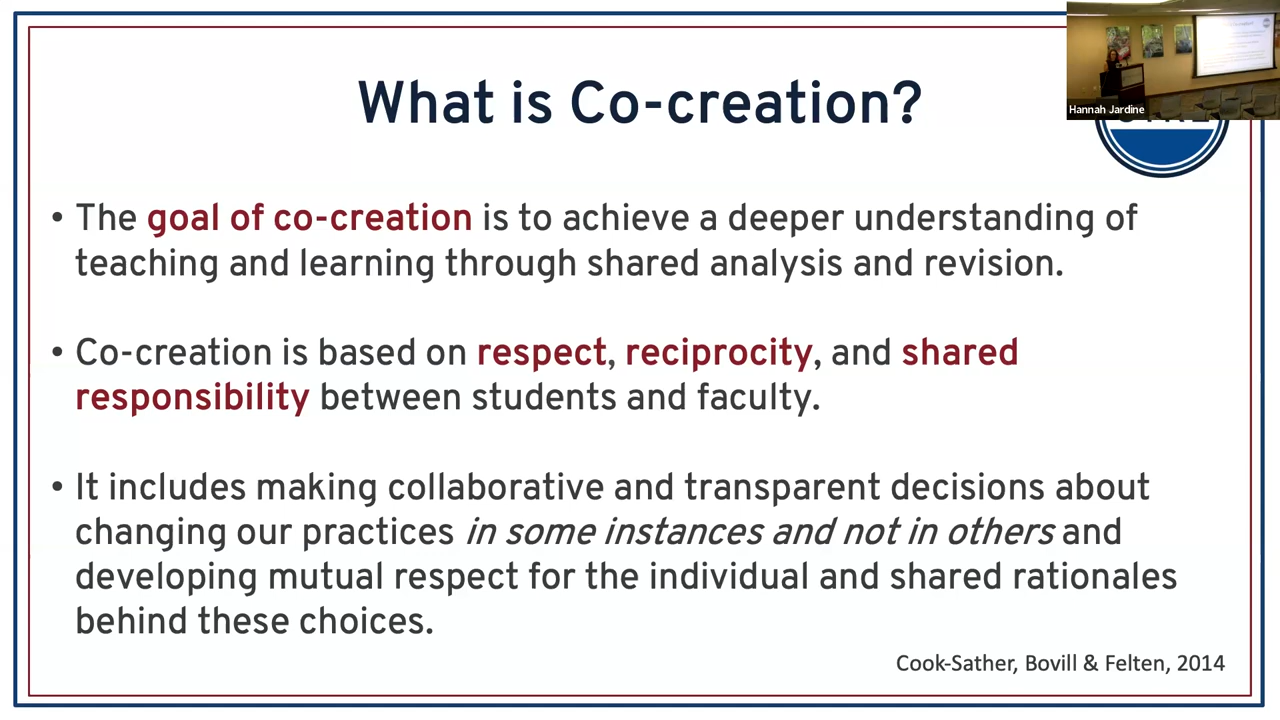 What is Co-creation?
Hannah Jardine
• The goal of co-creation is to achieve a deeper understanding of
teaching and learning through shared analysis and revision.
• Co-creation is based on respect, reciprocity, and shared
responsibility between students and faculty.
• It includes making collaborative and transparent decisions about
changing our practices in some instances and not in others and
developing mutual respect for the individual and shared rationales
behind these choices.
Cook-Sather, Bovill & Felten, 2014